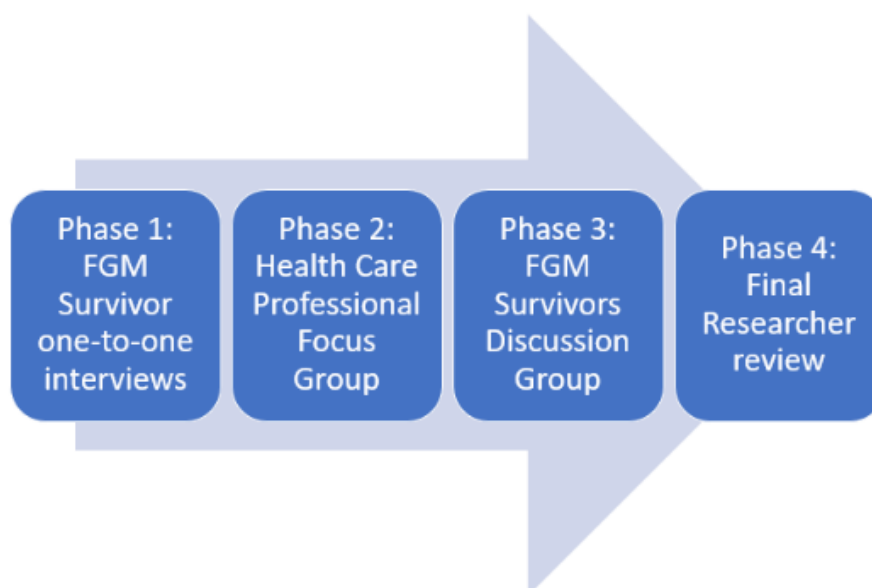 Phase 1:
FGM
Survivor
one-to-one
interviews
Phase 2:
Health Care
Professional
Focus
Group
Phase 3:
FGM
Survivors
Discussion
Group
Phase 4:
Final
Researcher
review